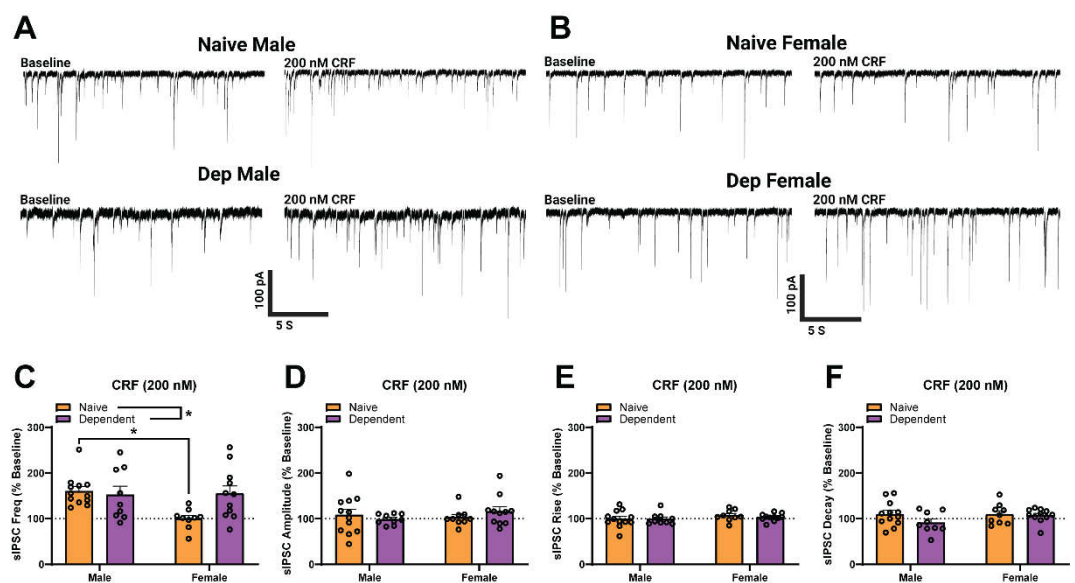 A
Naive Male
Baseline
200 nM CRF
Dep Male
Baseline
200 nM CRF
100 pA
5 S
B
Naive Female
Baseline
200 nM CRF
Dep Female
Baseline
200 nM CRF
100 pA
5 S
C
CRF (200 nM)
Naive
Dependent
*
*
sIPSC Freq (% Baseline)
300
200
100
0
Male
Female
D
CRF (200 nM)
Naive
Dependent
sIPSC Amplitude (% Baseline)
300
200
100
0
Male
Female
E
CRF (200 nM)
Naive
Dependent
sIPSC Rise (% Baseline)
300
200
100
0
Male
Female
F
CRF (200 nM)
Naive
Dependent
sIPSC Decay (% Baseline)
300
200
100
0
Male
Female